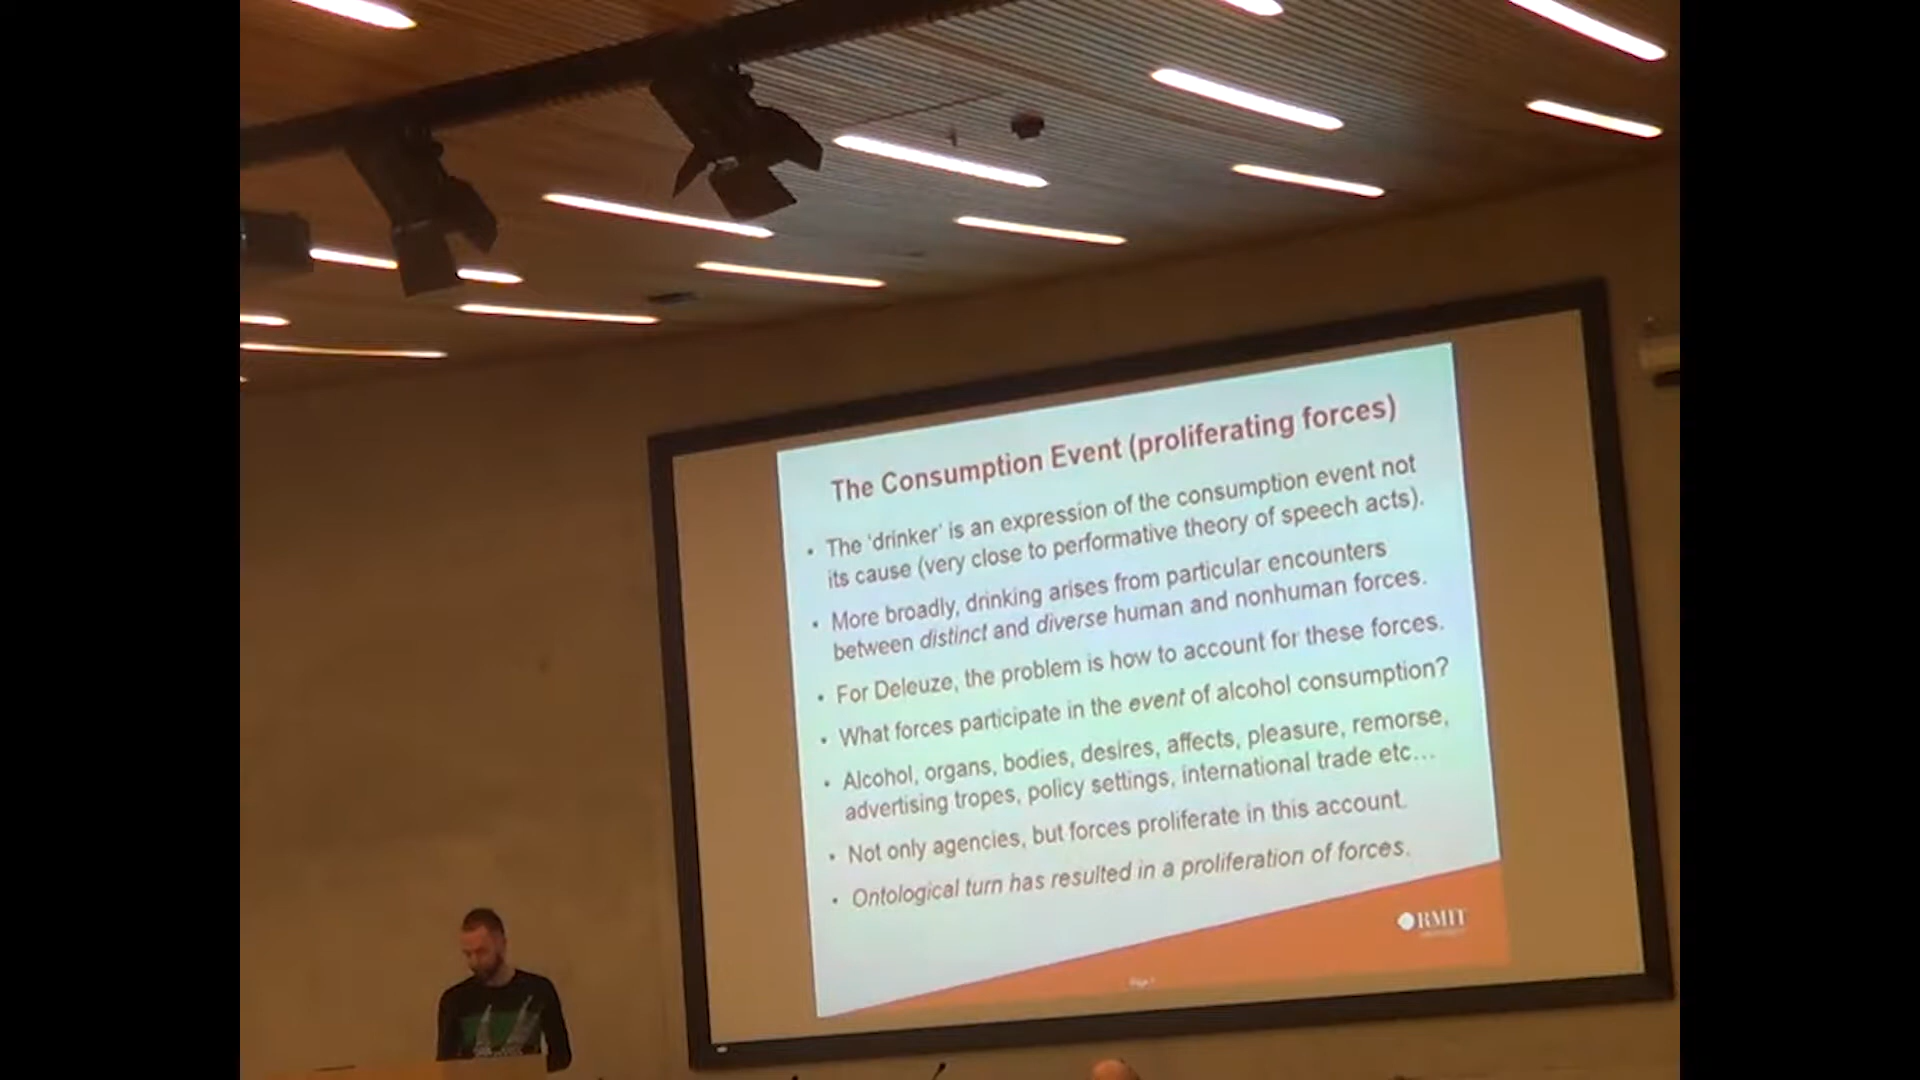 The Consumption Event (proliferating forces)
• The 'drinker' is an expression of the consumption event not
its cause (very close to performative theory of speech acts).
• More broadly, drinking arises from particular encounters
between distinct and diverse human and nonhuman forces.
• For Deleuze, the problem is how to account for these forces.
• What forces participate in the event of alcohol consumption?
• Alcohol, organs, bodies, desires, affects, pleasure, remorse,
advertising tropes, policy settings, international trade etc…
• Not only agencies, but forces proliferate in this account.
• Ontological turn has resulted in a proliferation of forces.
RMIT